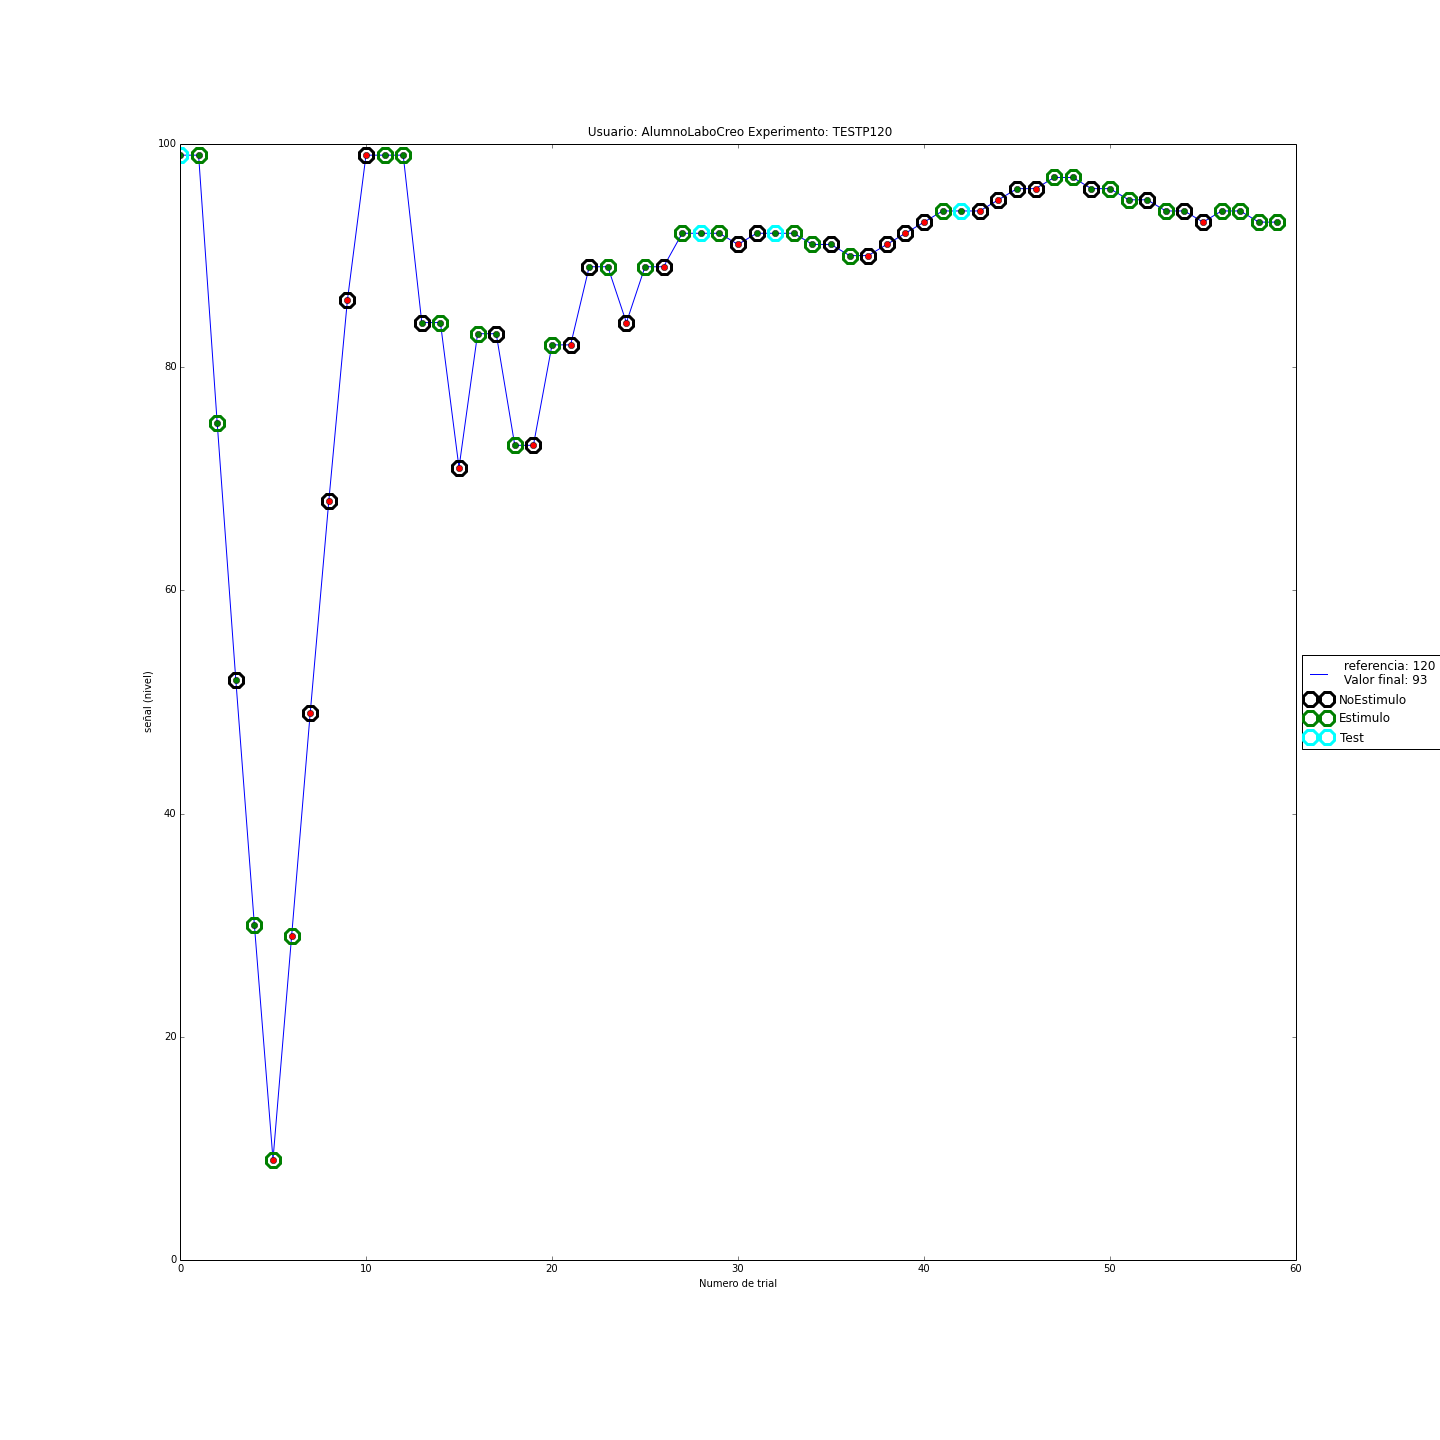 Usuario: AlumnoLaboCreo Experimento: TESTP120
100
80
60
40
20
0
señal (nivel)
0 10 20 30 40 50 60
Numero de trial
referencia: 120
Valor final: 93
NoEstimulo
Estimulo
Test